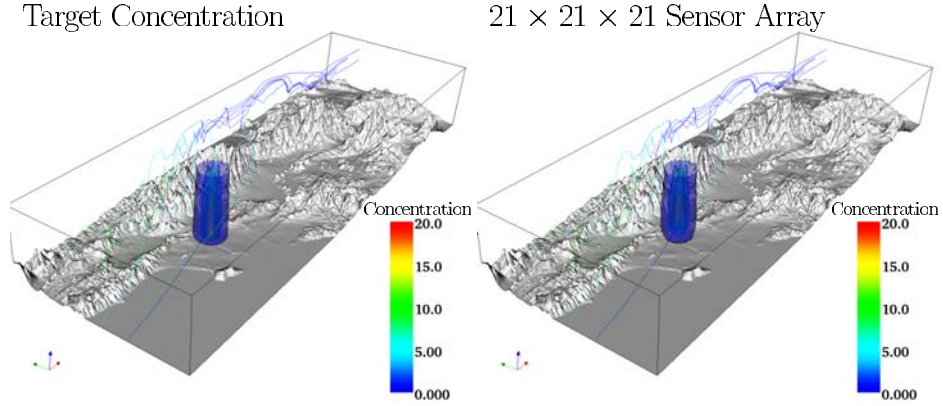 Target Concentration
21 × 21 × 21 Sensor Array
Concentration
20.0
15.0
10.0
5.00
0.000
Concentration
20.0
15.0
10.0
5.00
0.000